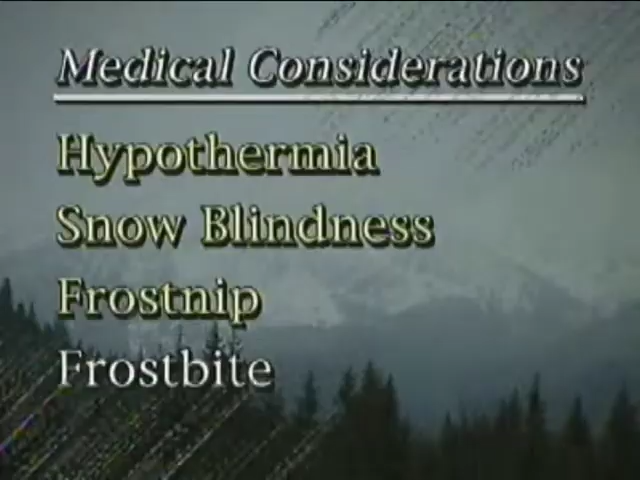 Medical Considerations
Hypothermia
Snow Blindness
Frostnip
Frostbite